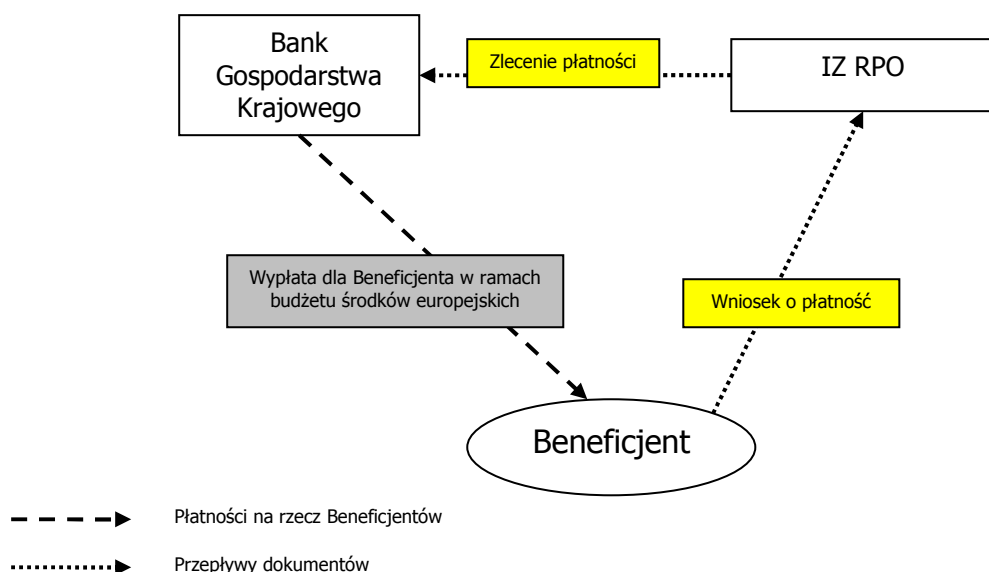 Bank
Gospodarstwa
Krajowego
Zlecenie płatności
IZ RPO
Wypłata dla Beneficjenta w ramach
budżetu środków europejskich
Wniosek o płatność
Beneficjent
Płatności na rzecz Beneficjentów
Przepływy dokumentów